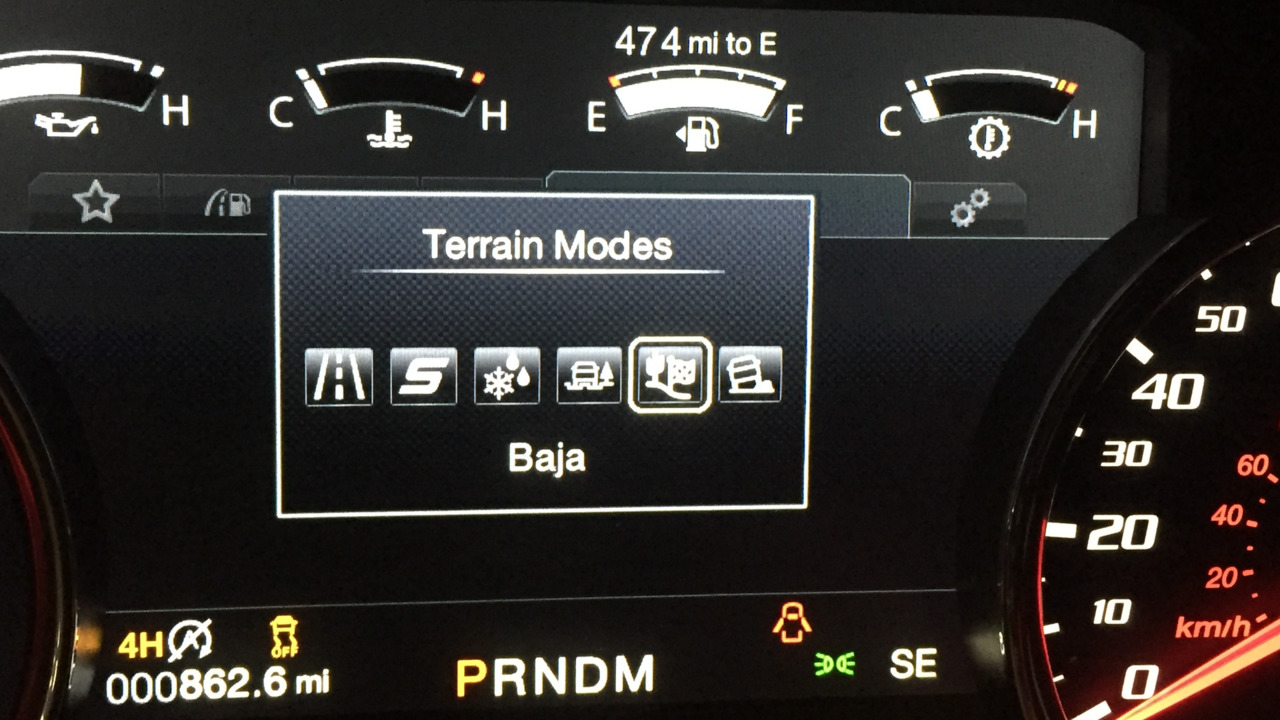 474 mi to E
H
C H
E F
C H
Terrain Modes
S
Baja
4H
OFF
000862.6 mi
PRNDM
SE
50
40
30
20
10
0
60
40
20
km/h